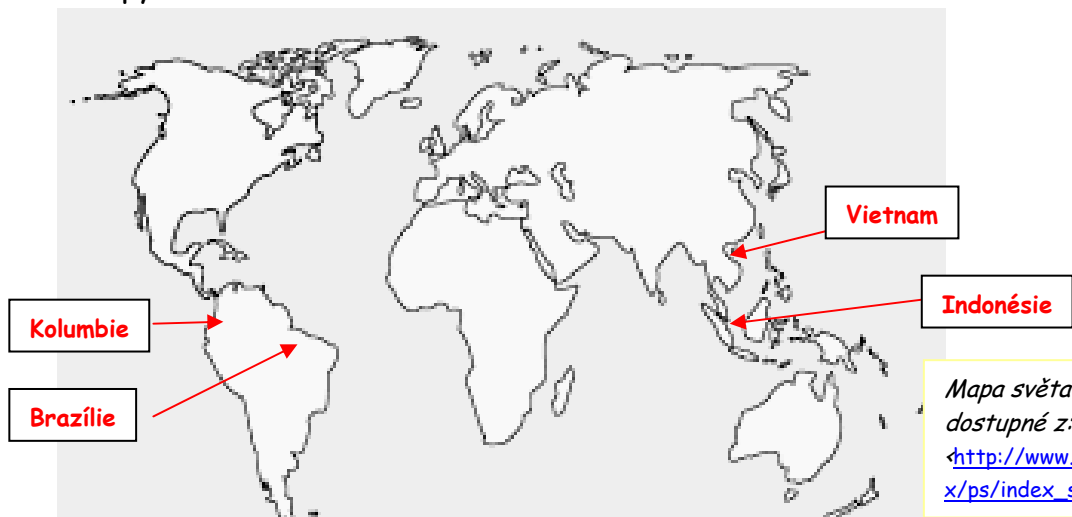 Vietnam
Indonésie
Kolumbie
Brazílie
Mapa světa
dostupné z:
<http://www.
x/ps/index_s